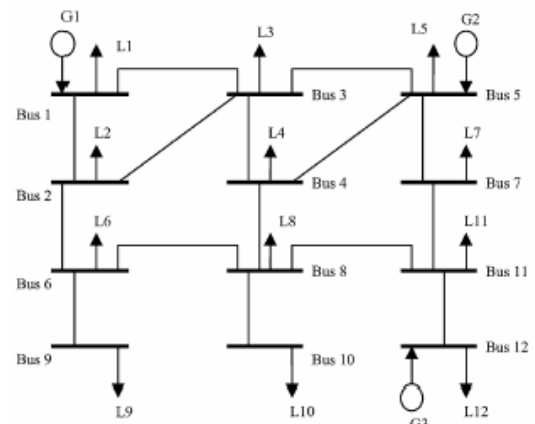 G1
L1
L3
L5
G2
Bus 1
Bus 3
Bus 5
L2
L4
L7
Bus 2
Bus 4
Bus 7
L6
L8
L11
Bus 6
Bus 8
Bus 11
Bus 9
Bus 10
Bus 12
L9
L10
G3
L12